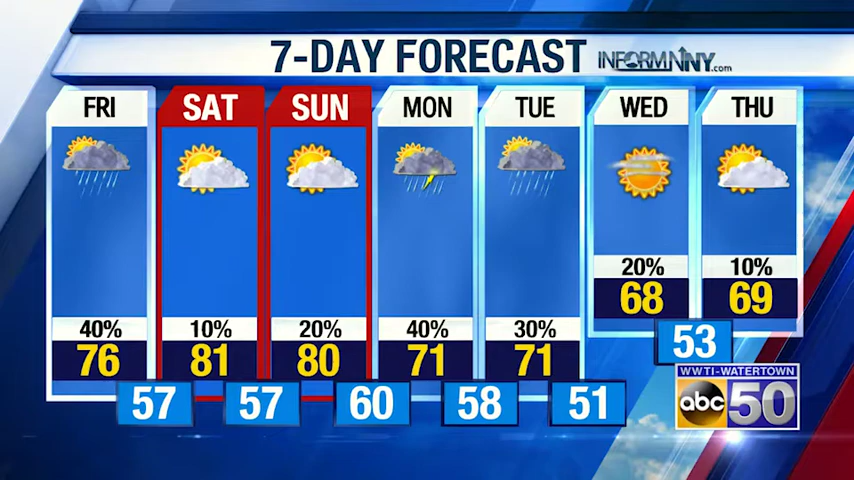 7-DAY FORECAST INFORMNNY.com
FRI SAT SUN MON TUE WED THU
20% 10%
68 69
40% 10% 20% 40% 30%
76 81 80 71 71
53
57 57 60 58 51
WWTI-WATERTOWN
abc 50